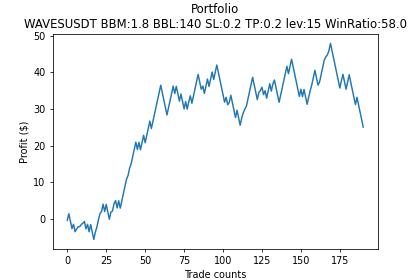 Portfolio
WAVESUSDT BBM:1.8 BBL:140 SL:0.2 TP:0.2 lev:15 WinRatio:58.0
50
40
30
20
10
0
Profit ($)
0 25 50 75 100 125 150 175
Trade counts